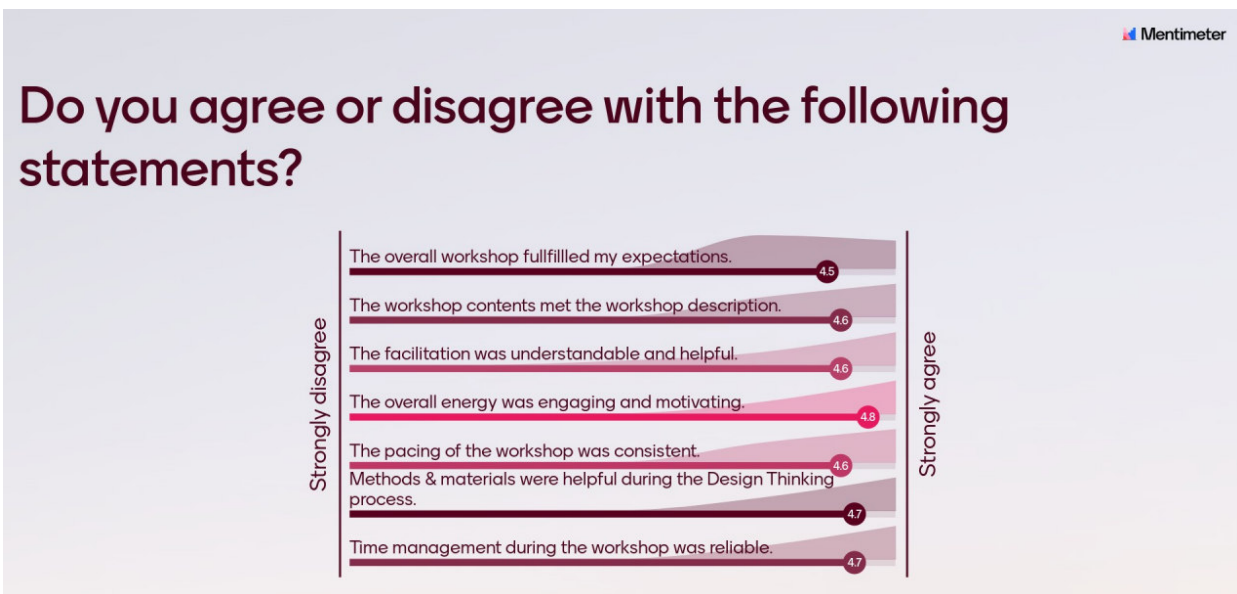 Mentimeter
Do you agree or disagree with the following
statements?
Strongly disagree
The overall workshop fullfillled my expectations.
4.5
The workshop contents met the workshop description.
4.6
The facilitation was understandable and helpful.
4.6
The overall energy was engaging and motivating.
4.8
The pacing of the workshop was consistent.
4.6
Methods & materials were helpful during the Design Thinking
process.
4.7
Time management during the workshop was reliable.
4.7
Strongly agree